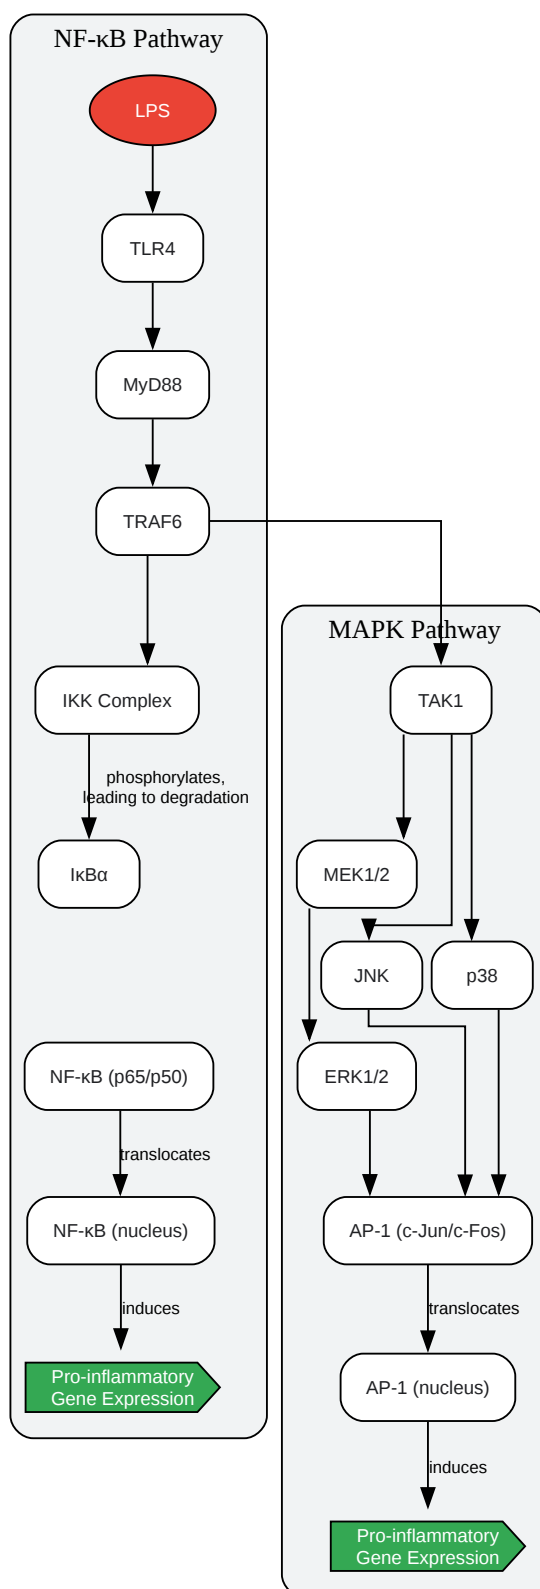 NF-κB Pathway
LPS
TLR4
MyD88
TRAF6
IKK Complex
phosphorylates,
leading to degradation
IκBα
NF-κB (p65/p50)
translocates
NF-κB (nucleus)
induces
Pro-inflammatory
Gene Expression
MAPK Pathway
TAK1
MEK1/2
JNK
p38
ERK1/2
AP-1 (c-Jun/c-Fos)
translocates
AP-1 (nucleus)
induces
Pro-inflammatory
Gene Expression